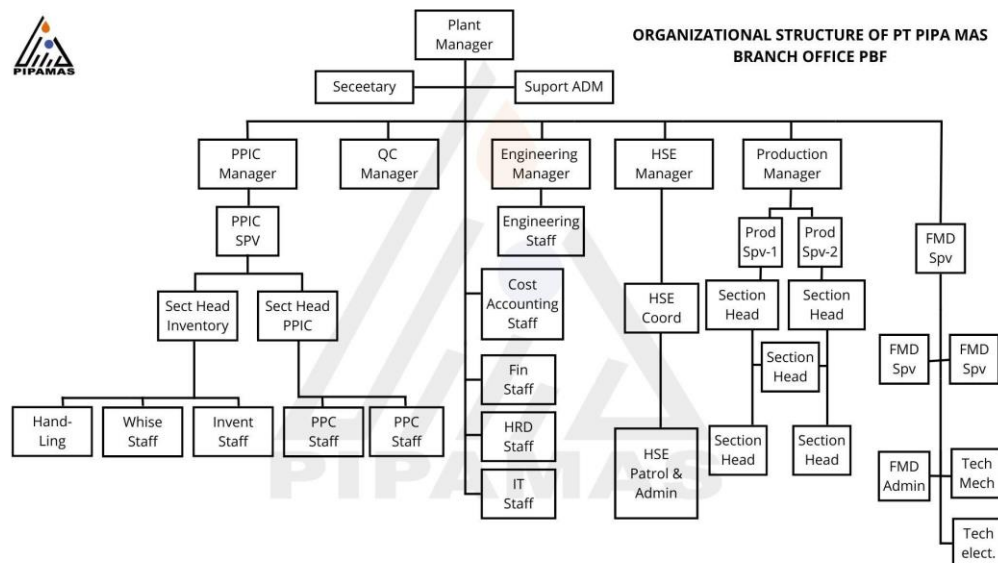 PIPAMAS
ORGANIZATIONAL STRUCTURE OF PT PIPA MAS
BRANCH OFFICE PBF
Plant
Manager
Seceetary
Suport ADM
PPIC
Manager
QC
Manager
Engineering
Manager
HSE
Manager
Production
Manager
PPIC
SPV
Engineering
Staff
Prod
Spv-1
Prod
Spv-2
FMD
Spv
Sect Head
Inventory
Sect Head
PPIC
Cost
Accounting
Staff
HSE
Coord
Section
Head
Section
Head
Section
Head
FMD
Spv
FMD
Spv
Fin
Staff
Hand-
Ling
Whise
Staff
Invent
Staff
PPC
Staff
PPC
Staff
HRD
Staff
HSE
Patrol &
Admin
Section
Head
Section
Head
FMD
Admin
Tech
Mech
IT
Staff
Tech
elect.
PIPAMAS